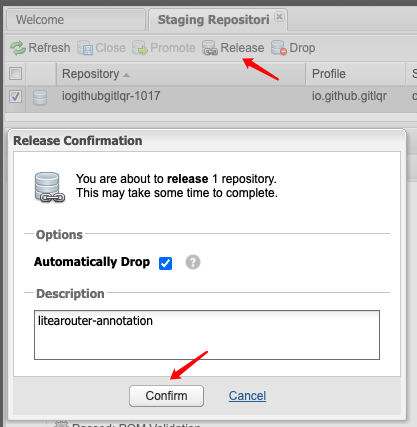 Welcome
Staging Repositori
Refresh Close Promote Release Drop
Repository Profile
iogithubgitlqr-1017 io.github.gitlqr
Release Confirmation
You are about to release 1 repository.
This may take some time to complete.
Options
Automatically Drop
Description
litearouter-annotation
Confirm Cancel